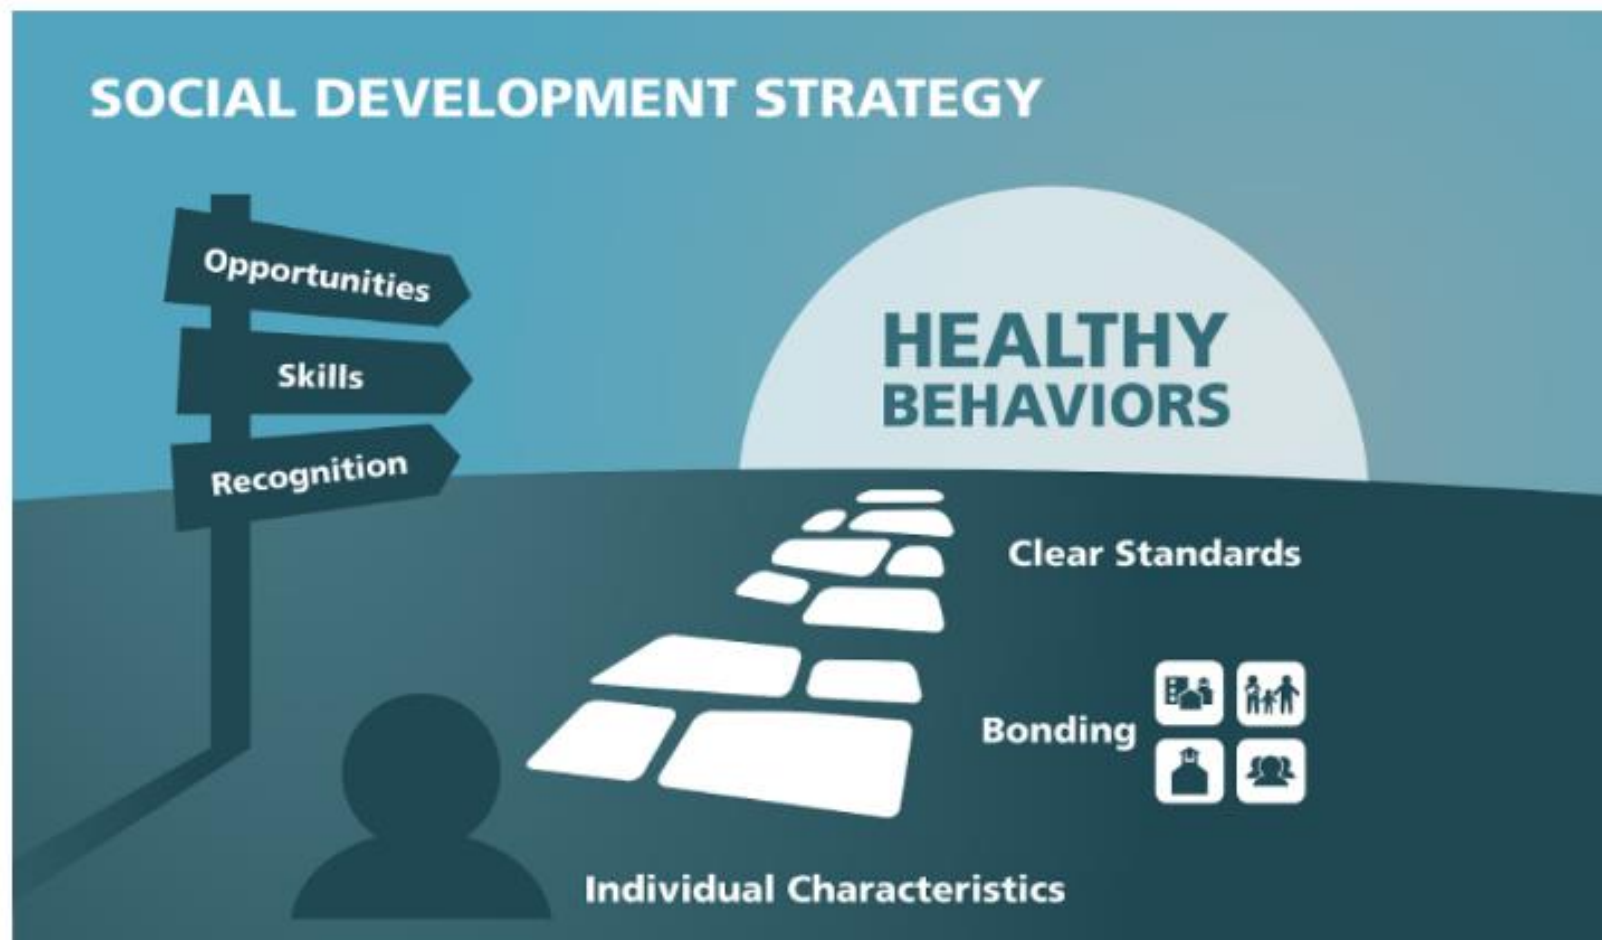 SOCIAL DEVELOPMENT STRATEGY
Opportunities
Skills
Recognition
HEALTHY
BEHAVIORS
Clear Standards
Bonding
Individual Characteristics